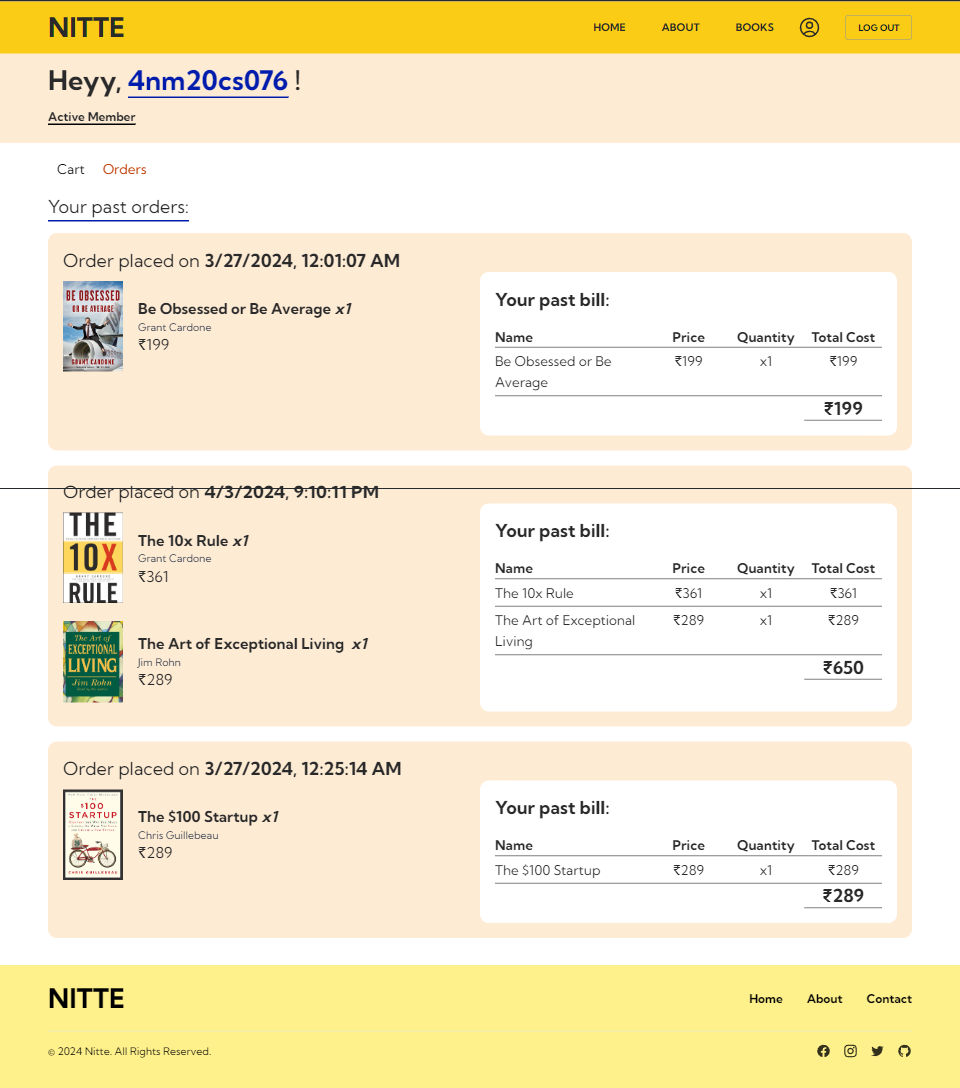 NITTE
HOME ABOUT BOOKS LOG OUT
Heyy, 4nm20cs076 !
Active Member
Cart Orders
Your past orders:
Order placed on 3/27/2024, 12:01:07 AM
BE OBSESSED
OR BE AVERAGE
GRANT CARDONE
Be Obsessed or Be Average x1
Grant Cardone
₹199
Your past bill:
Name Price Quantity Total Cost
Be Obsessed or Be ₹199 x1 ₹199
Average
₹199
Order placed on 4/3/2024, 9:10:11 PM
THE
10X
GRANT CARDONE
RULE
The 10x Rule x1
Grant Cardone
₹361
The Art of
EXCEPTIONAL
LIVING
Jim Rohn
The Art of Exceptional Living x1
Jim Rohn
₹289
Your past bill:
Name Price Quantity Total Cost
The 10x Rule ₹361 x1 ₹361
The Art of Exceptional ₹289 x1 ₹289
Living
₹650
Order placed on 3/27/2024, 12:25:14 AM
THE
$100
STARTUP
CHRIS GUILLEBEAU
The $100 Startup x1
Chris Guillebeau
₹289
Your past bill:
Name Price Quantity Total Cost
The $100 Startup ₹289 x1 ₹289
₹289
NITTE
Home About Contact
© 2024 Nitte. All Rights Reserved.